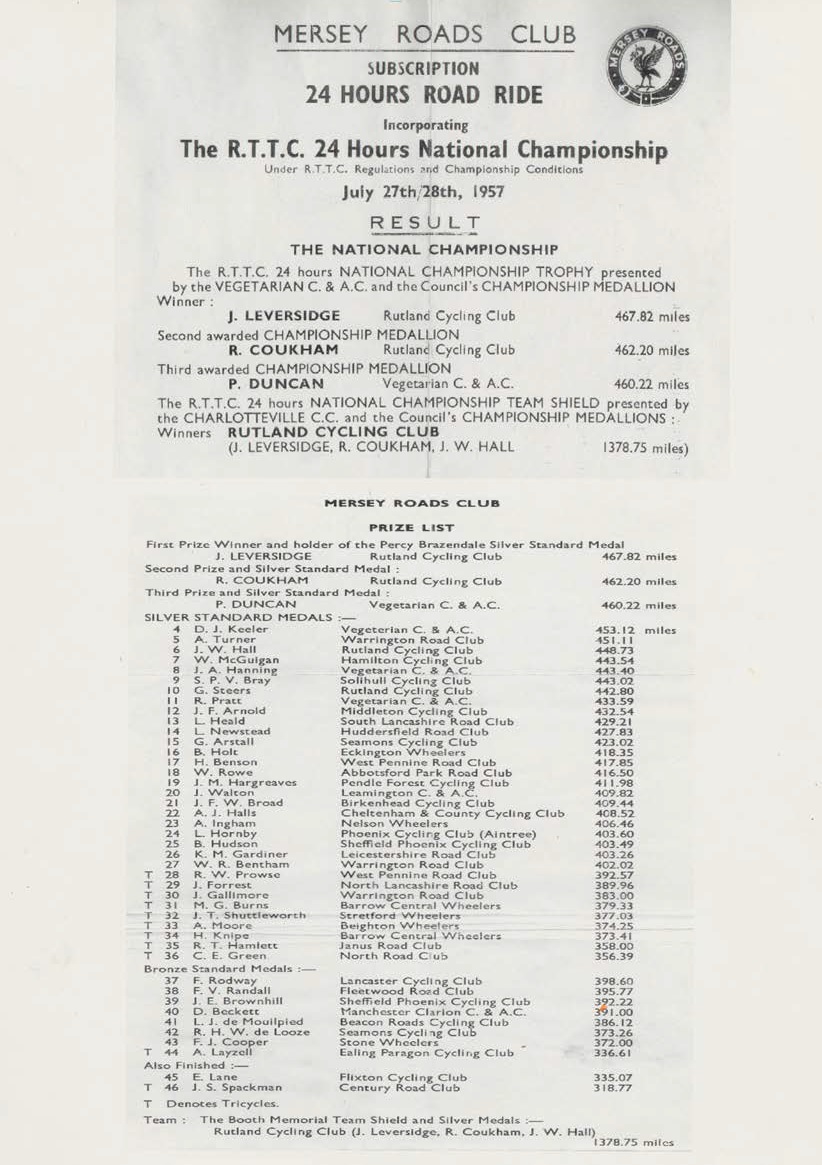 MERSEY ROADS CLUB
MERSEY ROADS
SUBSCRIPTION
24 HOURS ROAD RIDE
Incorporating
The R.T.T.C. 24 Hours National Championship
Under R.T.T.C. Regulations and Championship Conditions
July 27th/28th, 1957
RESULT
THE NATIONAL CHAMPIONSHIP
The R.T.T.C. 24 hours NATIONAL CHAMPIONSHIP TROPHY presented
by the VEGETARIAN C. & A.C. and the Council's CHAMPIONSHIP MEDALLION
Winner :
J. LEVERSIDGE Rutland Cycling Club 467.82 miles
Second awarded CHAMPIONSHIP MEDALLION
R. COUKHAM Rutland Cycling Club 462.20 miles
Third awarded CHAMPIONSHIP MEDALLION
P. DUNCAN Vegetarian C. & A.C. 460.22 miles
The R.T.T.C. 24 hours NATIONAL CHAMPIONSHIP TEAM SHIELD presented by
the CHARLOTTEVILLE C.C. and the Council's CHAMPIONSHIP MEDALLIONS :
Winners RUTLAND CYCLING CLUB
(J. LEVERSIDGE, R. COUKHAM, J. W. HALL 1378.75 miles)
MERSEY ROADS CLUB
PRIZE LIST
First Prize Winner and holder of the Percy Brazendale Silver Standard Medal
J. LEVERSIDGE Rutland Cycling Club 467.82 miles
Second Prize and Silver Standard Medal :
R. COUKHAM Rutland Cycling Club 462.20 miles
Third Prize and Silver Standard Medal :
P. DUNCAN Vegetarian C. & A.C. 460.22 miles
SILVER STANDARD MEDALS :—
4 D. J. Keeler Vegeterian C. & A.C. 453.12 miles
5 A. Turner Warrington Road Club 451.11
6 J. W. Hall Rutland Cycling Club 448.73
7 W. McGuigan Hamilton Cycling Club 443.54
8 J. A. Hanning Vegetarian C. & A.C. 443.40
9 S. P. V. Bray Solihull Cycling Club 443.02
10 G. Steers Rutland Cycling Club 442.80
11 R. Pratt Vegetarian C. & A.C. 433.59
12 J. F. Arnold Middleton Cycling Club 432.54
13 L. Heald South Lancashire Road Club 429.21
14 L. Newstead Huddersfield Road Club 427.83
15 G. Arstall Seamons Cycling Club 423.02
16 B. Holt Eckington Wheelers 418.35
17 H. Benson West Pennine Road Club 417.85
18 W. Rowe Abbotsford Park Road Club 416.50
19 J. M. Hargreaves Pendle Forest Cycling Club 411.98
20 J. Walton Leamington C. & A.C. 409.82
21 J. F. W. Broad Birkenhead Cycling Club 409.44
22 A. J. Halls Cheltenham & County Cycling Club 408.52
23 A. Ingham Nelson Wheelers 406.46
24 L. Hornby Phoenix Cycling Club (Aintree) 403.60
25 B. Hudson Sheffield Phoenix Cycling Club 403.49
26 K. M. Gardiner Leicestershire Road Club 403.26
27 W. R. Bentham Warrington Road Club 402.02
T 28 R. W. Prowse West Pennine Road Club 392.57
T 29 J. Forrest North Lancashire Road Club 389.96
T 30 J. Gallimore Warrington Road Club 383.00
T 31 M. G. Burns Barrow Central Wheelers 379.33
T 32 J. T. Shuttleworth Stretford Wheelers 377.03
T 33 A. Moore Beighton Wheelers 374.25
T 34 H. Knipe Barrow Central Wheelers 373.41
T 35 R. T. Hamlett Janus Road Club 358.00
T 36 C. E. Green North Road Club 356.39
Bronze Standard Medals :—
37 F. Rodway Lancaster Cycling Club 398.60
38 F. V. Randall Fleetwood Road Club 395.77
39 J. E. Brownhill Sheffield Phoenix Cycling Club 392.22
40 D. Beckett Manchester Clarion C. & A.C. 391.00
41 L. J. de Mouilpied Beacon Roads Cycling Club 386.12
42 R. H. W. de Looze Seamons Cycling Club 373.26
43 F. J. Cooper Stone Wheelers 372.00
T 44 A. Layzell Ealing Paragon Cycling Club 336.61
Also Finished :—
45 E. Lane Flixton Cycling Club 335.07
T 46 J. S. Spackman Century Road Club 318.77
T Denotes Tricycles.
Team : The Booth Memorial Team Shield and Silver Medals :—
Rutland Cycling Club (J. Leversidge, R. Coukham, J. W. Hall)
1378.75 miles